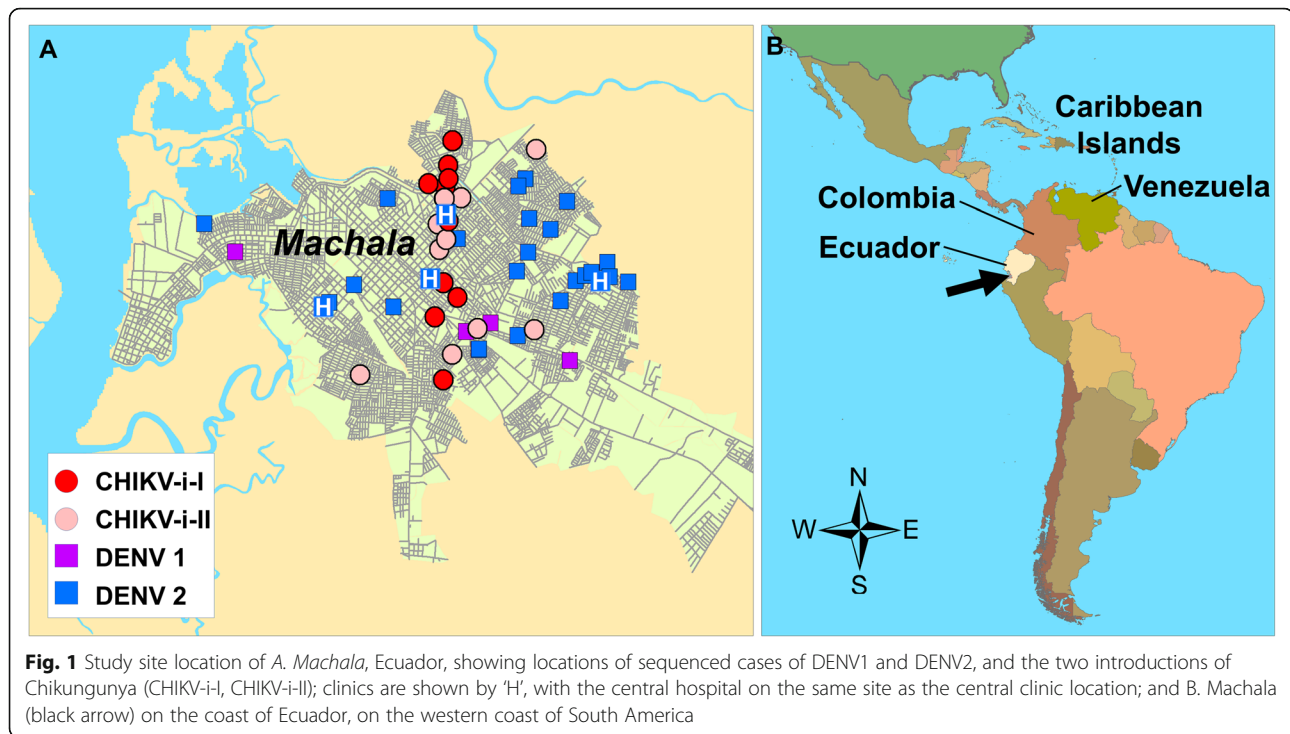 A
Machala
H
H
H
H
CHIKV-i-I
CHIKV-i-II
DENV 1
DENV 2
B
Caribbean
Islands
Venezuela
Colombia
Ecuador
N
W
E
S
Fig. 1 Study site location of A. Machala, Ecuador, showing locations of sequenced cases of DENV1 and DENV2, and the two introductions of
Chikungunya (CHIKV-i-I, CHIKV-i-II); clinics are shown by ‘H’, with the central hospital on the same site as the central clinic location; and B. Machala
(black arrow) on the coast of Ecuador, on the western coast of South America